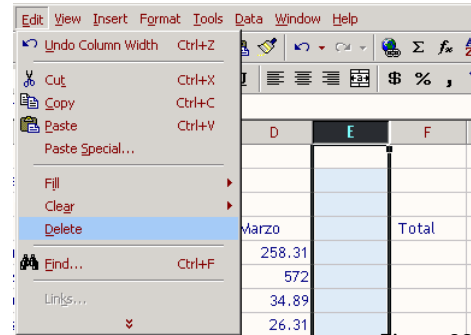 Edit View Insert Format Tools Data Window Help
Undo Column Width Ctrl+Z
Σ fx
Cut Ctrl+X
$ % ,
Copy Ctrl+C
Paste Ctrl+V
D E F
Paste Special...
Fill
Clear
Delete
Marzo Total
258.31
Find... Ctrl+F
572
Links...
34.89
26.31